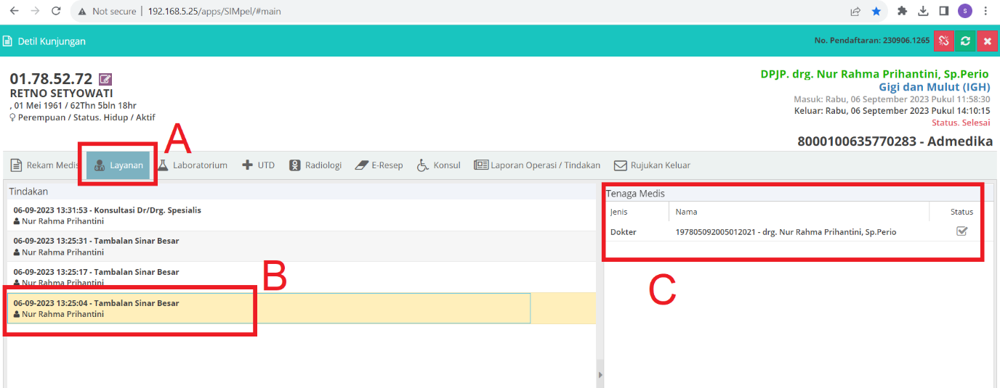 Not secure | 192.168.5.25/apps/SIMpel/#main
S
Detil Kunjungan
No. Pendaftaran: 230906.1265
01.78.52.72
RETNO SETYOWATI
, 01 Mei 1961 / 62Thn 5bln 18hr
♀ Perempuan / Status. Hidup / Aktif
DPJP. drg. Nur Rahma Prihantini, Sp.Perio
Gigi dan Mulut (IGH)
Masuk: Rabu, 06 September 2023 Pukul 11:58:30
Keluar: Rabu, 06 September 2023 Pukul 14:10:15
Status. Selesai
8000100635770283 - Admedika
A
Rekam Medis Layanan Laboratorium UTD Radiologi E-Resep Konsul Laporan Operasi / Tindakan Rujukan Keluar
Tindakan
06-09-2023 13:31:53 - Konsultasi Dr/Drg. Spesialis
Nur Rahma Prihantini
06-09-2023 13:25:31 - Tambalan Sinar Besar
Nur Rahma Prihantini
06-09-2023 13:25:17 - Tambalan Sinar Besar
Nur Rahma Prihantini
B
06-09-2023 13:25:04 - Tambalan Sinar Besar
Nur Rahma Prihantini
Tenaga Medis
Jenis Nama Status
Dokter 197805092005012021 - drg. Nur Rahma Prihantini, Sp.Perio
C